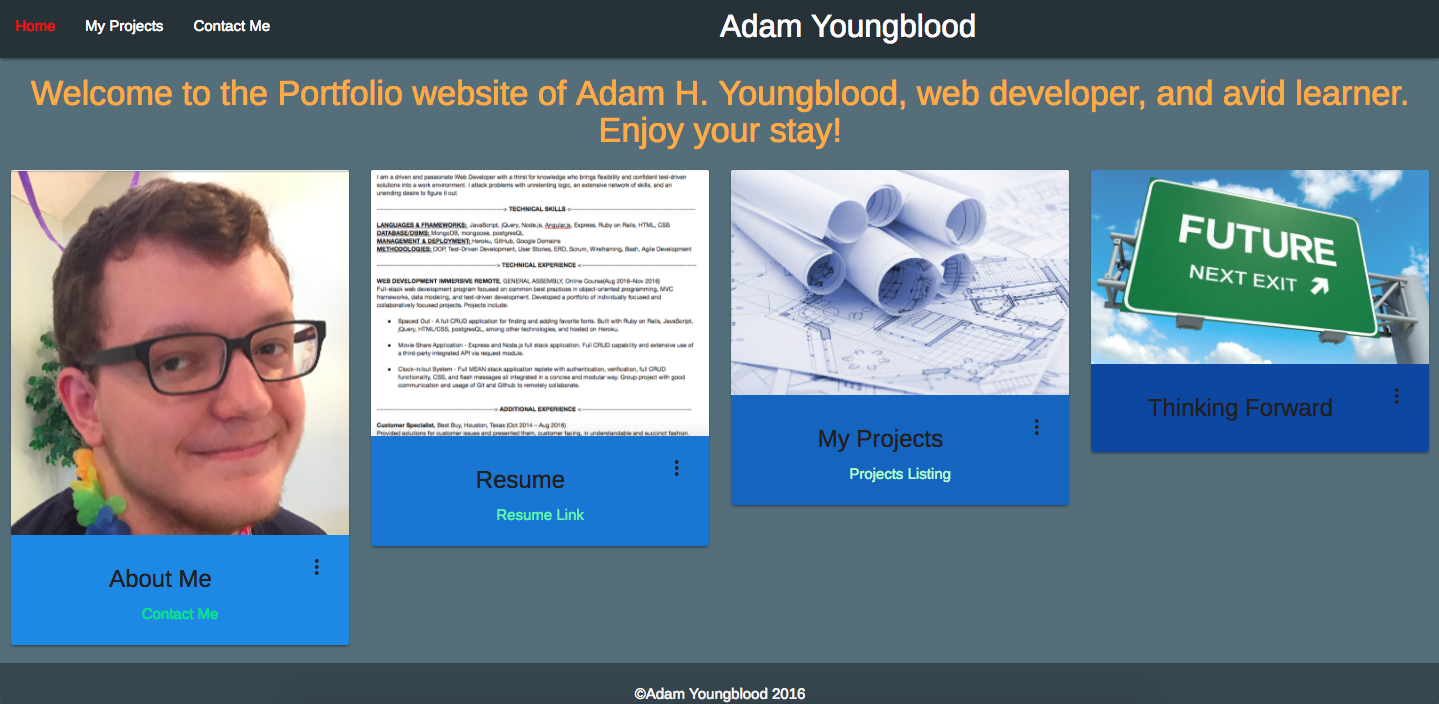 Home
My Projects
Contact Me
Adam Youngblood
Welcome to the Portfolio website of Adam H. Youngblood, web developer, and avid learner.
Enjoy your stay!
I am a driven and passionate Web Developer with a thirst for knowledge who brings flexibility and confident test-driven
solutions into a work environment. I attack problems with unrelenting logic, an extensive network of skills, and an
unending desire to figure it out.
TECHNICAL SKILLS
LANGUAGES & FRAMEWORKS: JavaScript, jQuery, Node.js, Angular.js, Express, Ruby on Rails, HTML, CSS
DATABASE/DBMS: MongoDB, mongoose, postgresQL
MANAGEMENT & DEPLOYMENT: Heroku, GitHub, Google Domains
METHODOLOGIES: OOP, Test-Driven Development, User Stories, ERD, Scrum, Wireframing, Bash, Agile Development
TECHNICAL EXPERIENCE
WEB DEVELOPMENT IMMERSIVE REMOTE, GENERAL ASSEMBLY, Online Course(Aug 2016-Nov 2016)
Full-stack web development program focused on common best practices in object-oriented programming, MVC
frameworks, data modeling, and test-driven development. Developed a portfolio of individually focused and
collaboratively focused projects. Projects include:
• Spaced Out - A full CRUD application for finding and adding favorite fonts. Built with Ruby on Rails, JavaScript,
jQuery, HTML/CSS, postgresQL, among other technologies, and hosted on Heroku.
• Movie Share Application - Express and Node.js full stack application. Full CRUD capability and extensive use of
a third-party integrated API via request module.
• Clock-in/out System - Full MEAN stack application replete with authentication, verification, full CRUD
functionality, CSS, and flash messages all integrated in a concise and modular way. Group project with good
communication and usage of Git and Github to remotely collaborate.
ADDITIONAL EXPERIENCE
Customer Specialist, Best Buy, Houston, Texas (Oct 2014 – Aug 2016)
Provided solutions for customer issues and presented them, customer facing, in understandable and succinct fashion.
FUTURE
NEXT EXIT
About Me
Contact Me
Resume
Resume Link
My Projects
Projects Listing
Thinking Forward
©Adam Youngblood 2016